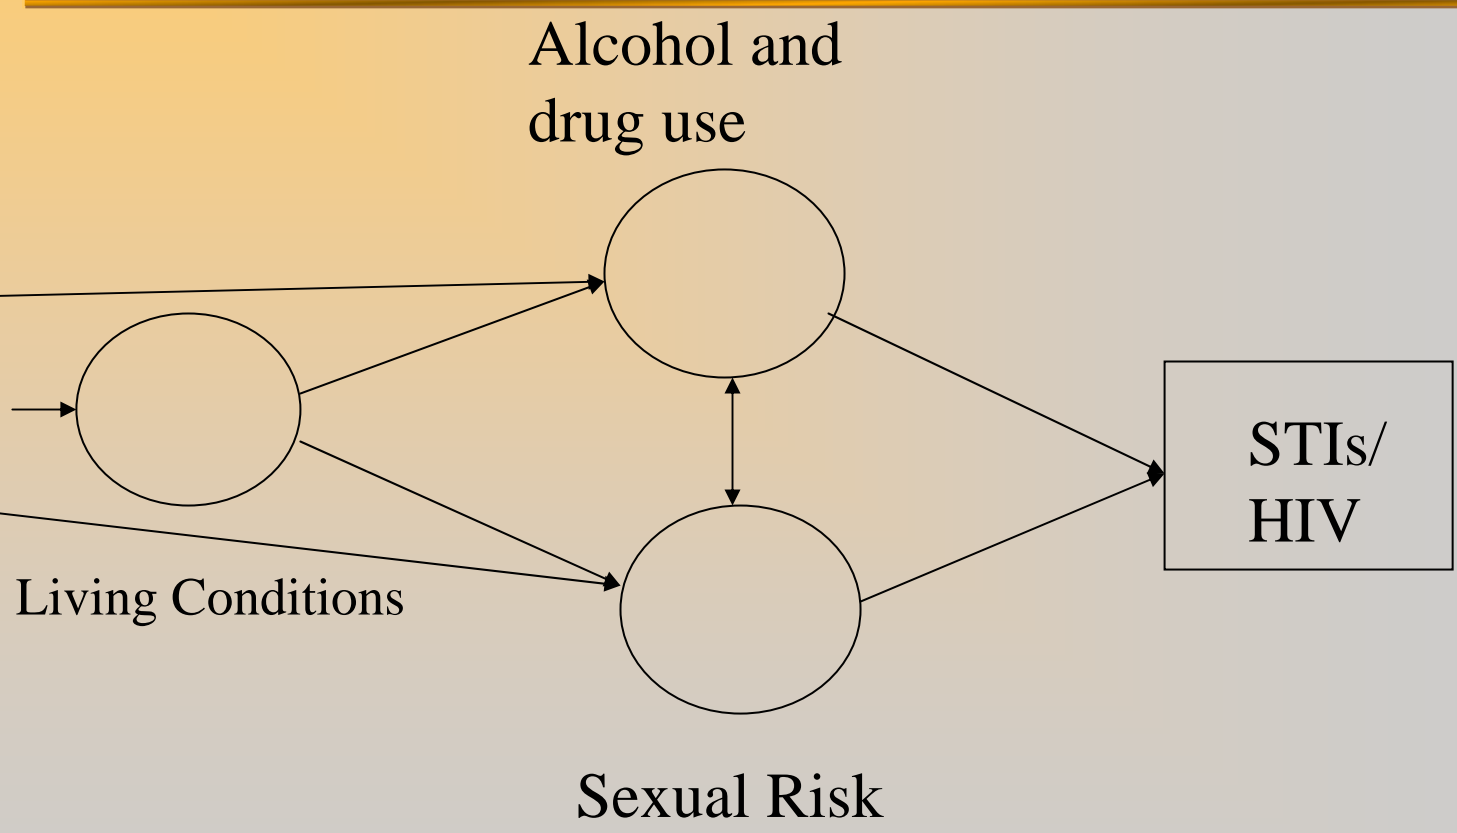 Alcohol and
drug use
STIs/
HIV
Living Conditions
Sexual Risk